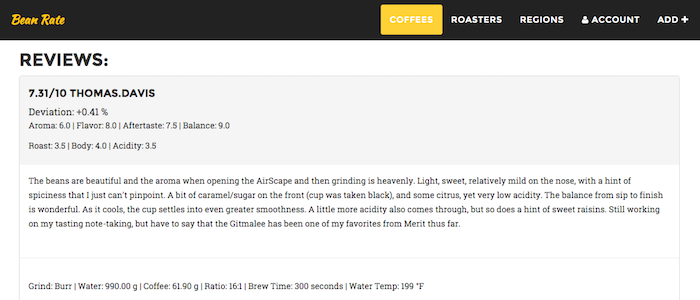 Bean Rate
COFFEES ROASTERS REGIONS ACCOUNT ADD +
REVIEWS:
7.31/10 THOMAS.DAVIS
Deviation: +0.41 %
Aroma: 6.0 | Flavor: 8.0 | Aftertaste: 7.5 | Balance: 9.0
Roast: 3.5 | Body: 4.0 | Acidity: 3.5
The beans are beautiful and the aroma when opening the AirScape and then grinding is heavenly. Light, sweet, relatively mild on the nose, with a hint of
spiciness that I just can't pinpoint. A bit of caramel/sugar on the front (cup was taken black), and some citrus, yet very low acidity. The balance from sip to finish
is wonderful. As it cools, the cup settles into even greater smoothness. A little more acidity also comes through, but so does a hint of sweet raisins. Still working
on my tasting note-taking, but have to say that the Gitmalee has been one of my favorites from Merit thus far.
Grind: Burr | Water: 990.00 g | Coffee: 61.90 g | Ratio: 16:1 | Brew Time: 300 seconds | Water Temp: 199 °F